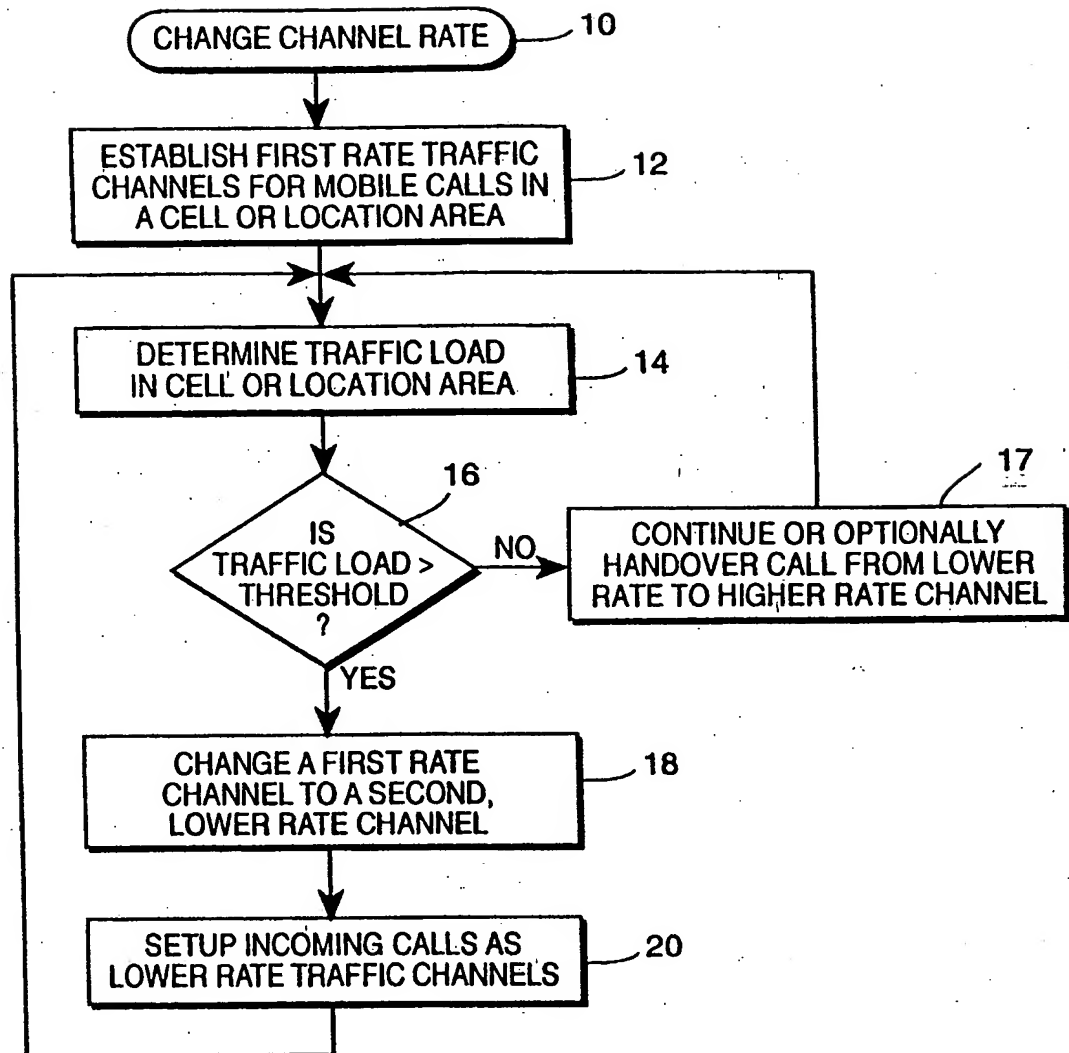 CHANGE CHANNEL RATE
10
ESTABLISH FIRST RATE TRAFFIC
CHANNELS FOR MOBILE CALLS IN
A CELL OR LOCATION AREA
12
DETERMINE TRAFFIC LOAD
IN CELL OR LOCATION AREA
14
16
IS
TRAFFIC LOAD >
THRESHOLD
?
NO
17
CONTINUE OR OPTIONALLY
HANDOVER CALL FROM LOWER
RATE TO HIGHER RATE CHANNEL
YES
CHANGE A FIRST RATE
CHANNEL TO A SECOND,
LOWER RATE CHANNEL
18
SETUP INCOMING CALLS AS
LOWER RATE TRAFFIC CHANNELS
20